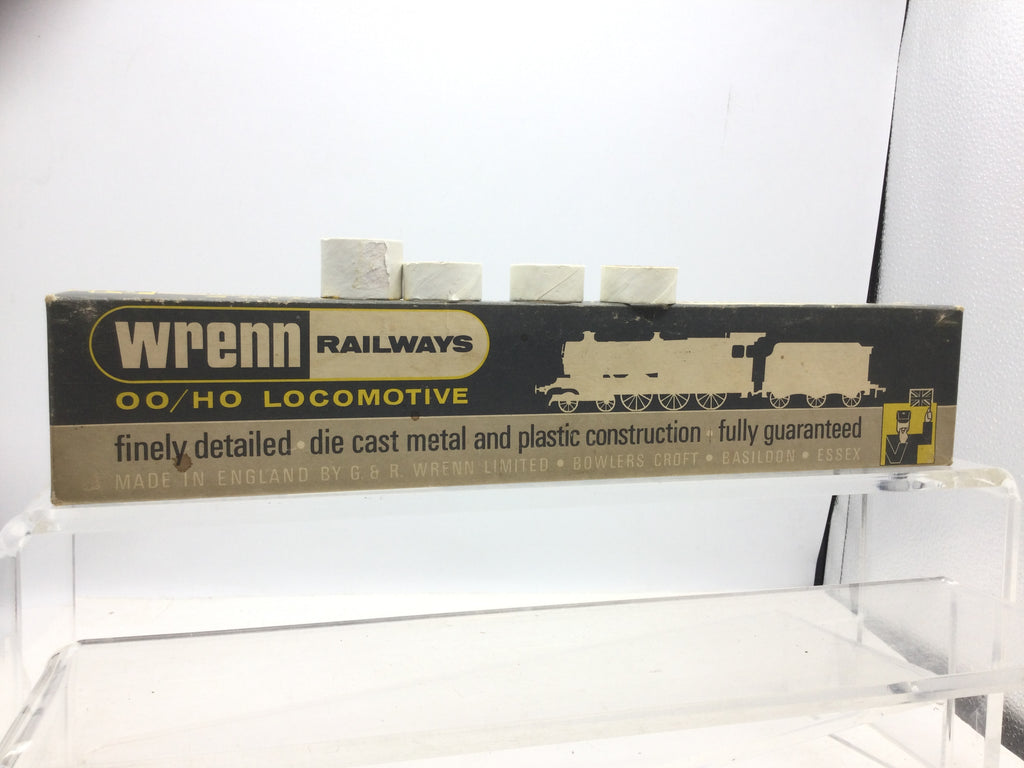 wrenn RAILWAYS
OO/HO LOCOMOTIVE
finely detailed • die cast metal and plastic construction • fully guaranteed
MADE IN ENGLAND BY G. & R. WRENN LIMITED • BOWLERS CROFT • BASILDON • ESSEX